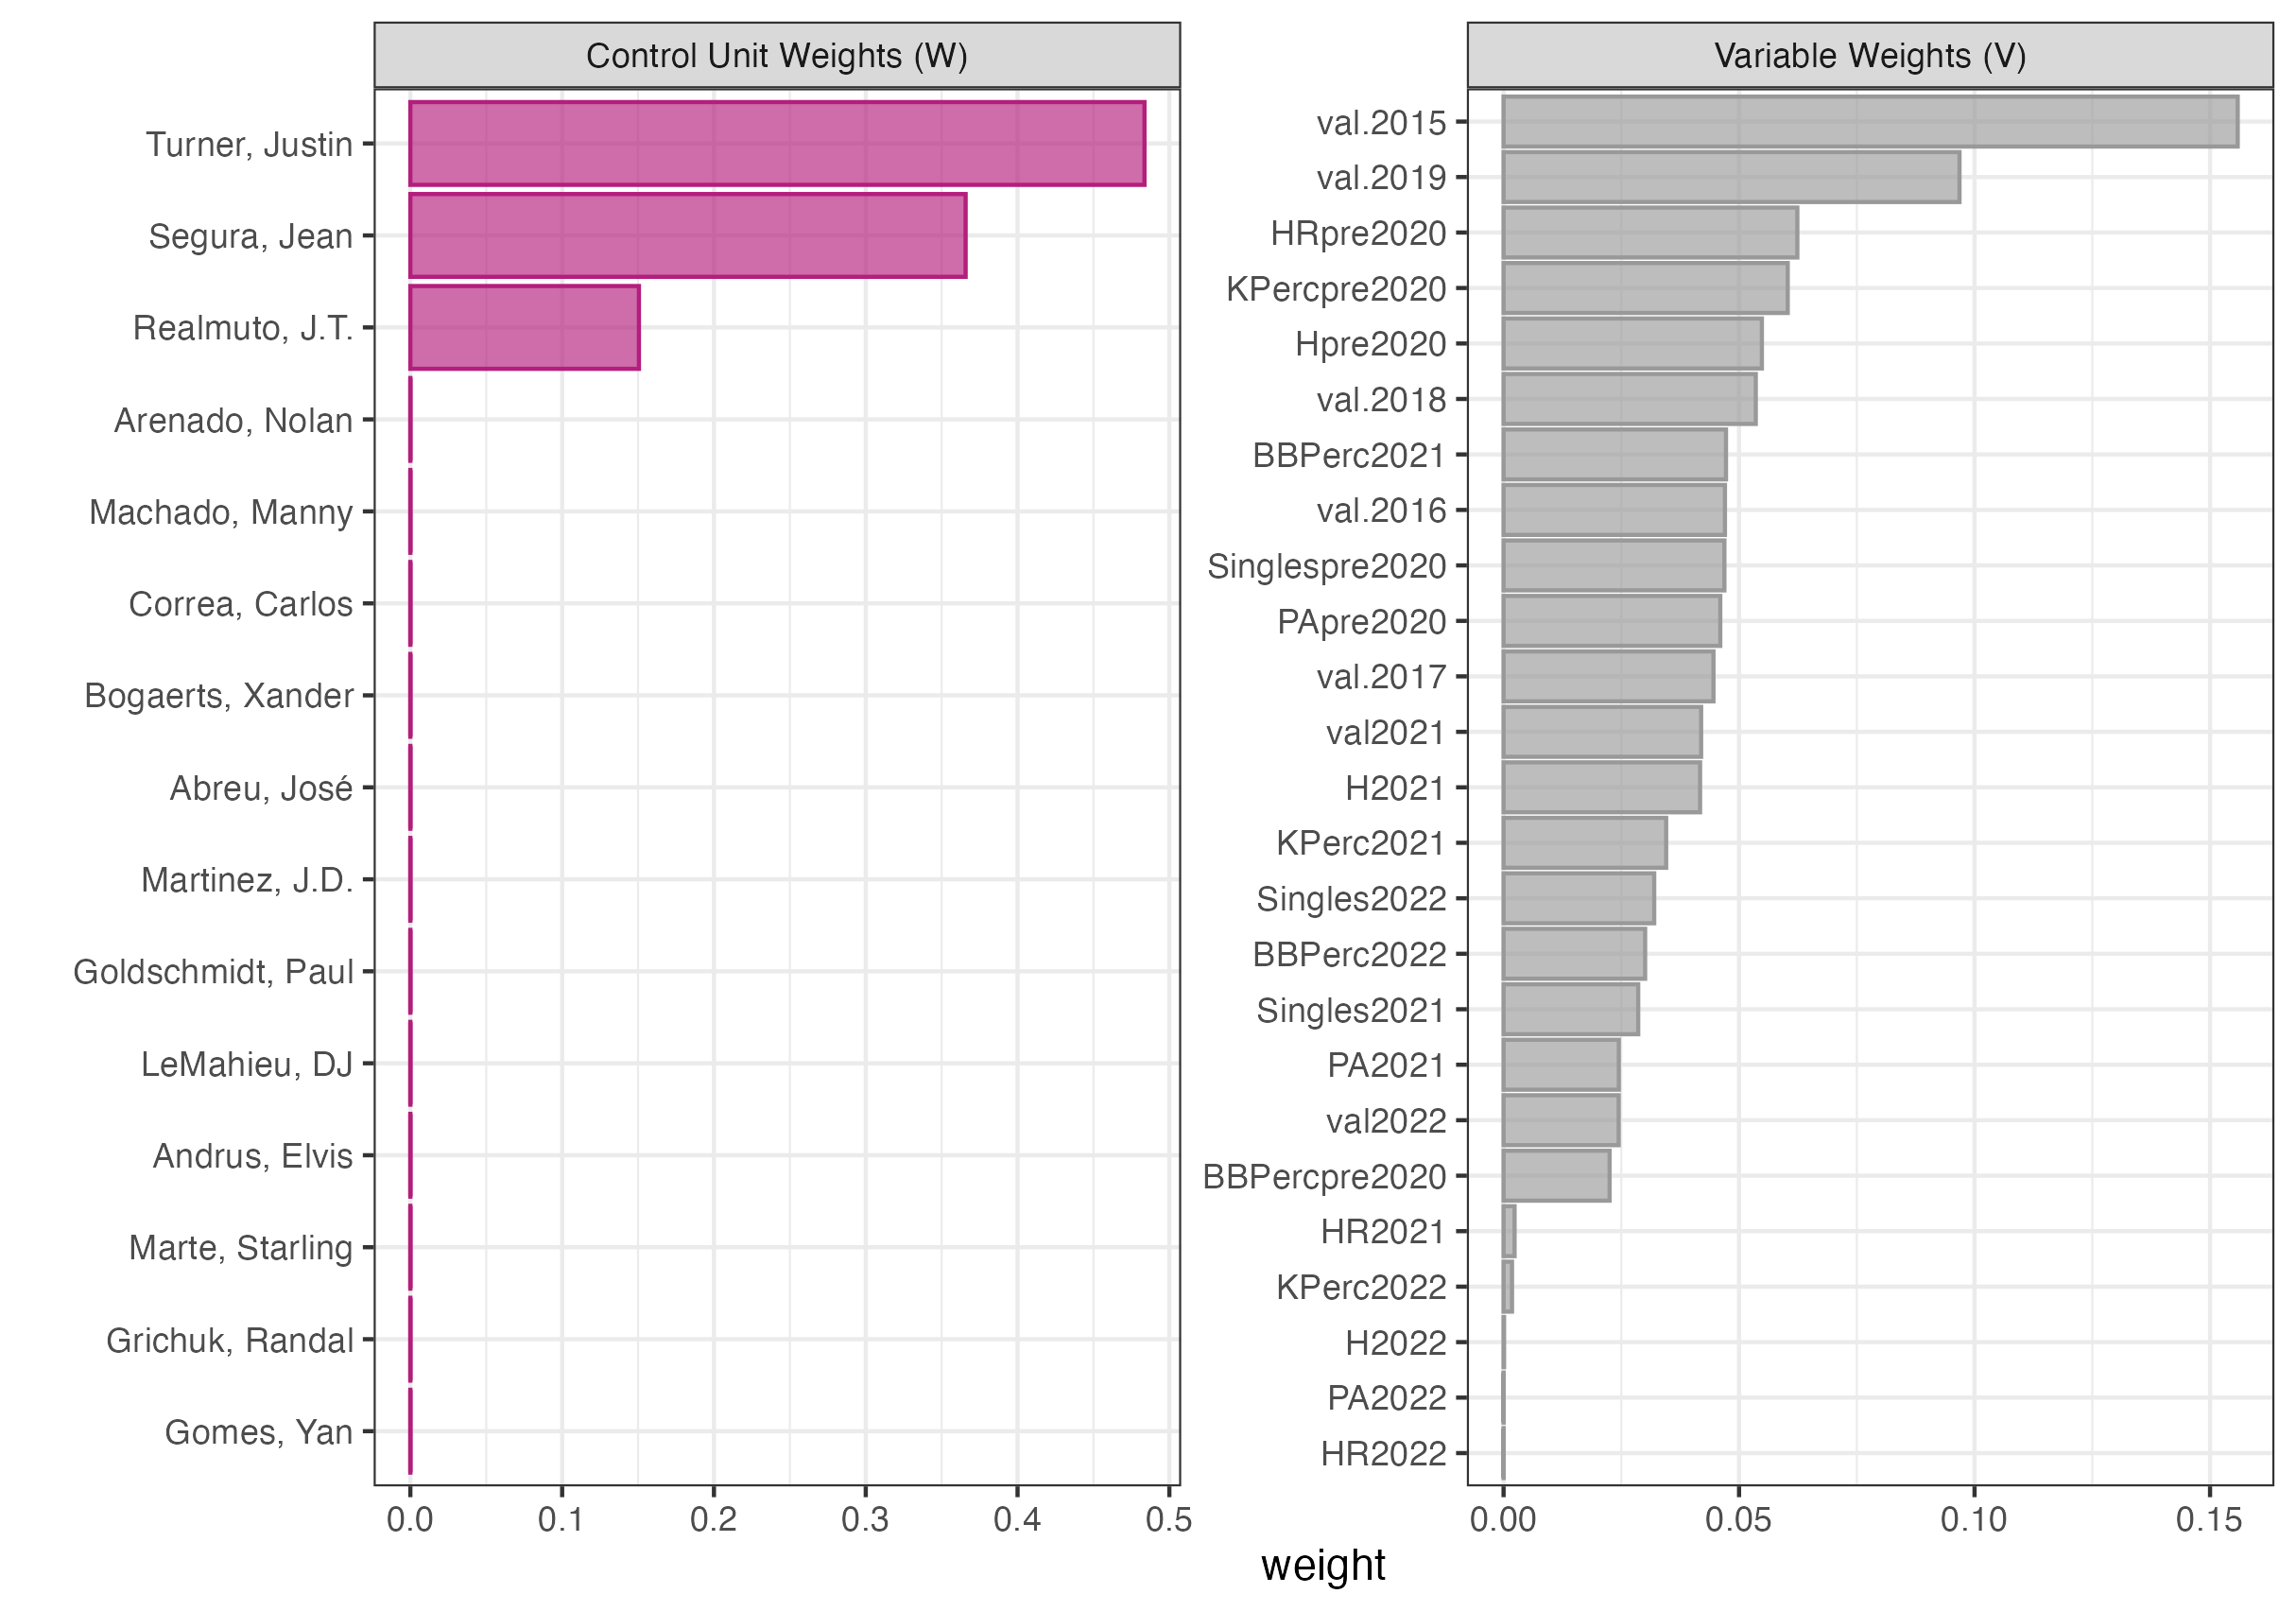 Control Unit Weights (W)
Turner, Justin
Segura, Jean
Realmuto, J.T.
Arenado, Nolan
Machado, Manny
Correa, Carlos
Bogaerts, Xander
Abreu, José
Martinez, J.D.
Goldschmidt, Paul
LeMahieu, DJ
Andrus, Elvis
Marte, Starling
Grichuk, Randal
Gomes, Yan
0.0 0.1 0.2 0.3 0.4 0.5
Variable Weights (V)
val.2015
val.2019
HRpre2020
KPercpre2020
Hpre2020
val.2018
BBPerc2021
val.2016
Singlespre2020
PApre2020
val.2017
val2021
H2021
KPerc2021
Singles2022
BBPerc2022
Singles2021
PA2021
val2022
BBPercpre2020
HR2021
KPerc2022
H2022
PA2022
HR2022
0.00 0.05 0.10 0.15
weight